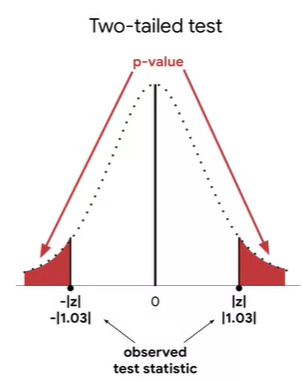 Two-tailed test
p-value
-|z| 0 |z|
-|1.03| |1.03|
observed
test statistic